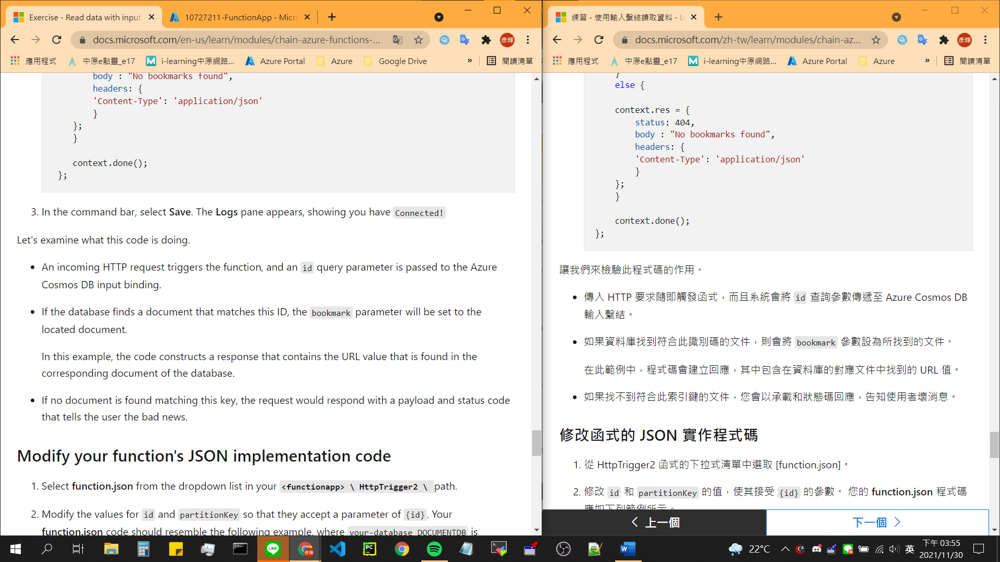 Exercise - Read data with input
10727211-FunctionApp - Micro
docs.microsoft.com/en-us/learn/modules/chain-azure-functions-...
彥輝
應用程式
中原e點靈_e17
i-learning中原網路...
Azure Portal
Azure
Google Drive
»
閱讀清單
body : "No bookmarks found",
headers: {
'Content-Type': 'application/json'
}
};
}
context.done();
};
3. In the command bar, select Save. The Logs pane appears, showing you have Connected!
Let's examine what this code is doing.
• An incoming HTTP request triggers the function, and an id query parameter is passed to the Azure
Cosmos DB input binding.
• If the database finds a document that matches this ID, the bookmark parameter will be set to the
located document.
In this example, the code constructs a response that contains the URL value that is found in the
corresponding document of the database.
• If no document is found matching this key, the request would respond with a payload and status code
that tells the user the bad news.
Modify your function's JSON implementation code
1. Select function.json from the dropdown list in your <functionapp> \ HttpTrigger2 \ path.
2. Modify the values for id and partitionKey so that they accept a parameter of {id}. Your
function.json code should resemble the following example, where your-database_DOCUMENTDB is
練習 - 使用輸入繫結讀取資料 - L
docs.microsoft.com/zh-tw/learn/modules/chain-az...
彥輝
應用程式
中原e點靈_e17
i-learning中原網路...
Azure Portal
Azure
»
閱讀清單
}
else {
context.res = {
status: 404,
body : "No bookmarks found",
headers: {
'Content-Type': 'application/json'
}
};
}
context.done();
};
讓我們來檢驗此程式碼的作用。
• 傳入 HTTP 要求隨即觸發函式，而且系統會將 id 查詢參數傳遞至 Azure Cosmos DB
輸入繫結。
• 如果資料庫找到符合此識別碼的文件，則會將 bookmark 參數設為所找到的文件。
在此範例中，程式碼會建立回應，其中包含在資料庫的對應文件中找到的 URL 值。
• 如果找不到符合此索引鍵的文件，您會以承載和狀態碼回應，告知使用者壞消息。
修改函式的 JSON 實作程式碼
1. 從 HttpTrigger2 函式的下拉式清單中選取 [function.json]。
2. 修改 id 和 partitionKey 的值，使其接受 {id} 的參數。 您的 function.json 程式碼
應如下列範例所示。
上一個
下一個
22°C
英
下午 03:55
2021/11/30